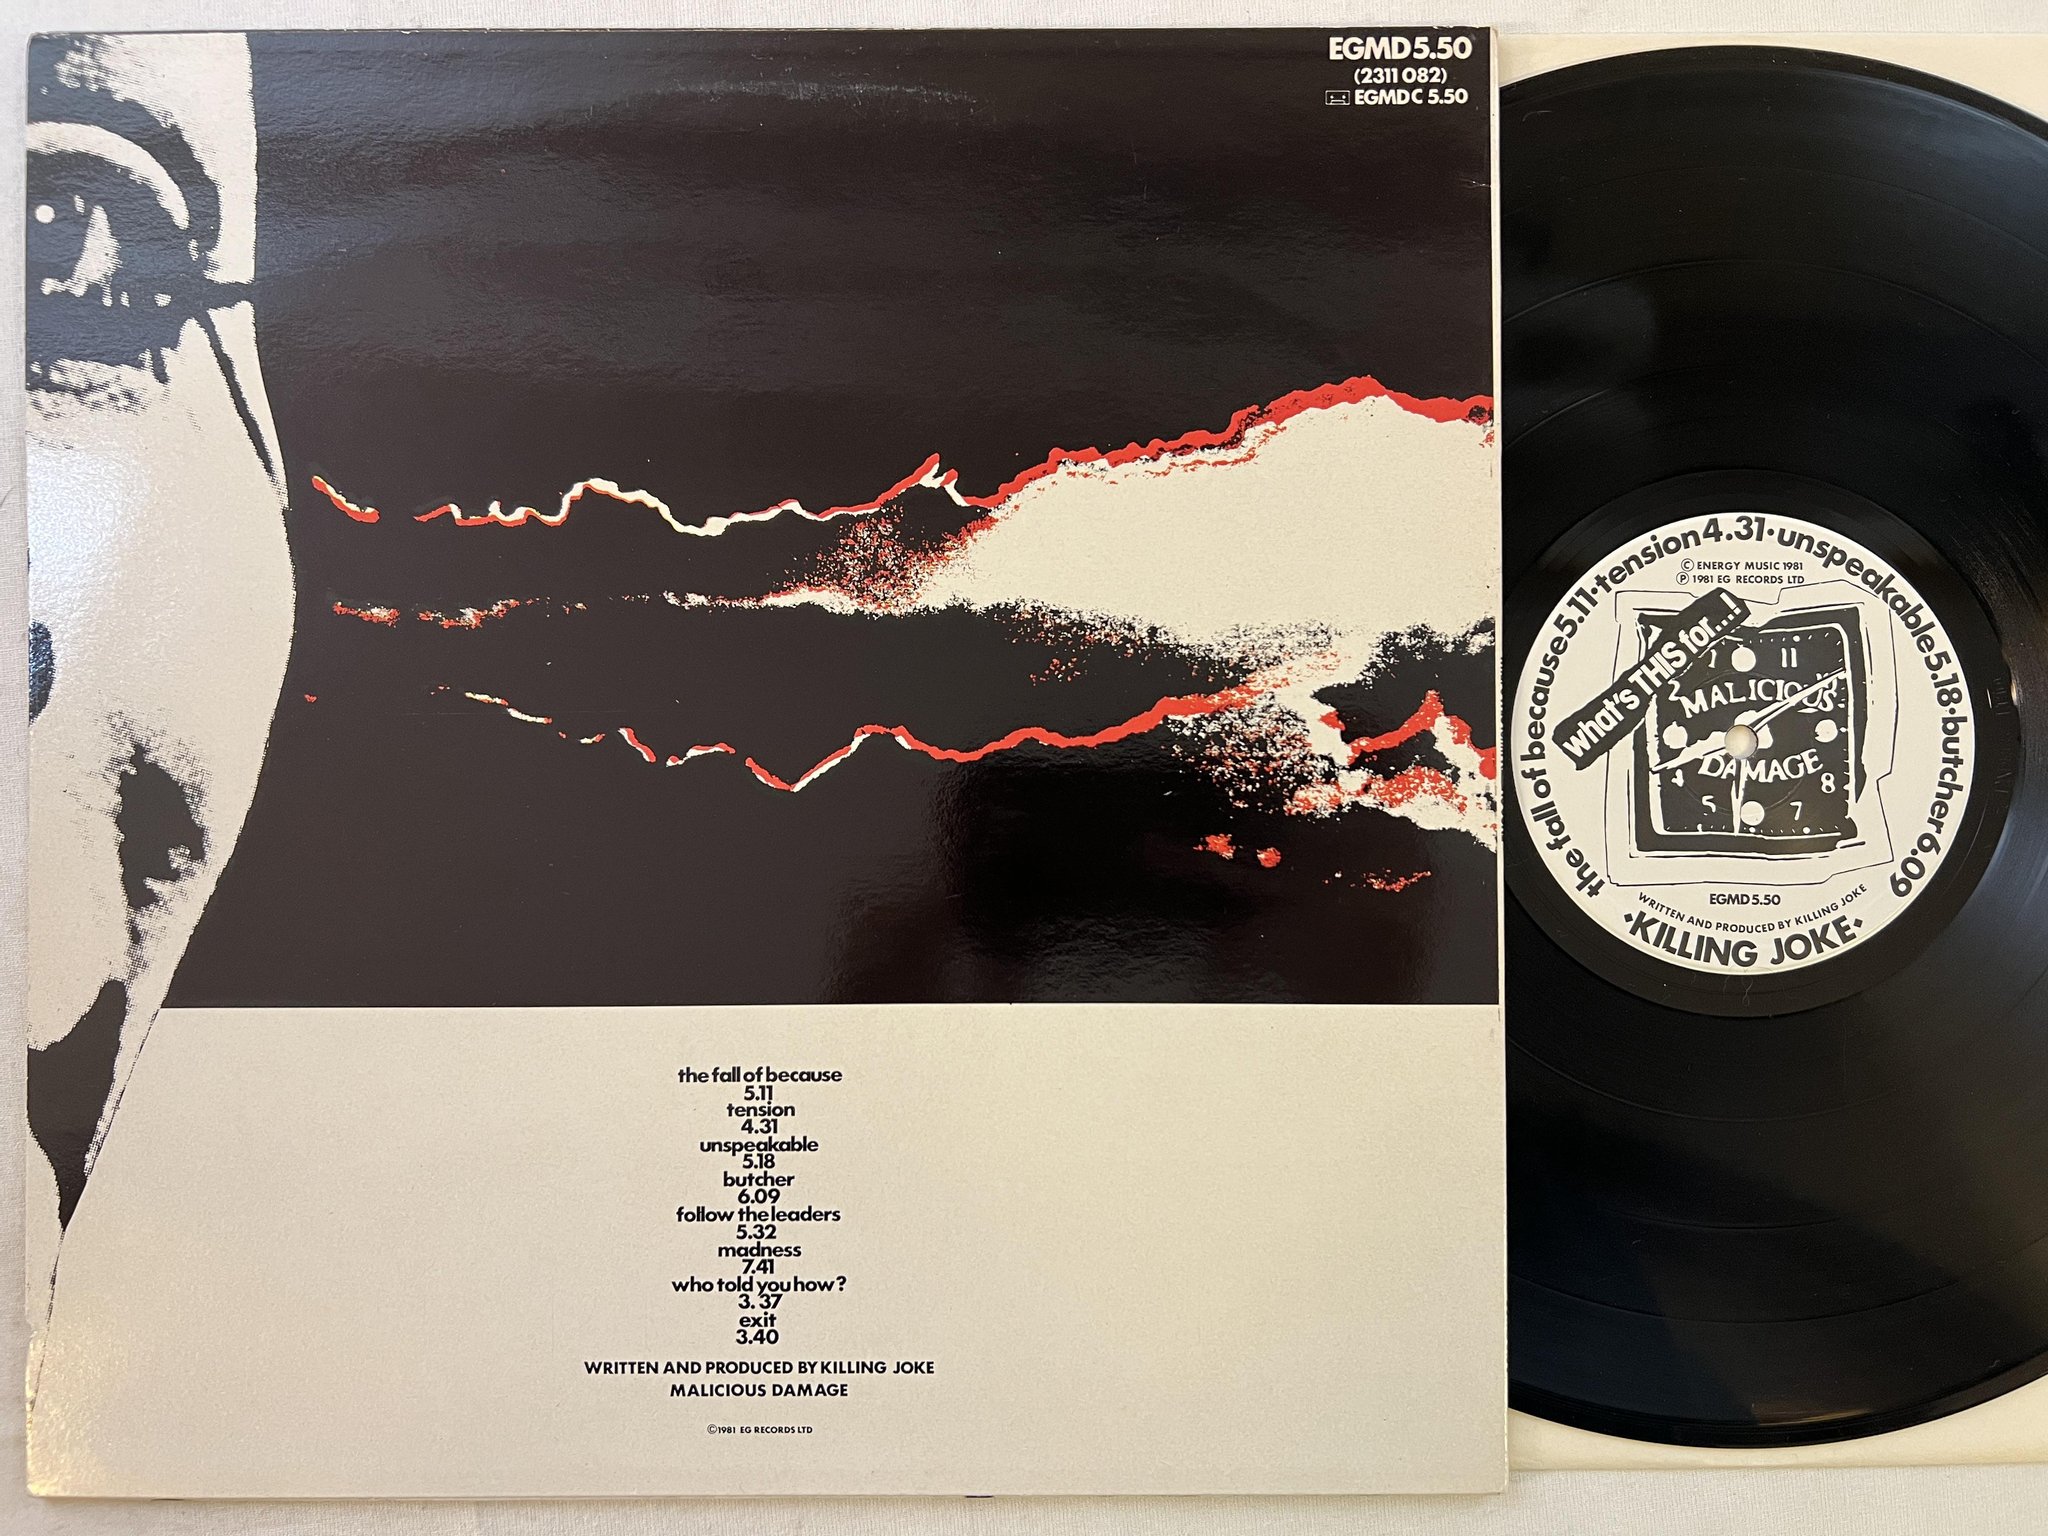 EGMD 5.50
(2311 082)
EGMDC 5.50
the fall of because
5.11
tension
4.31
unspeakable
5.18
butcher
6.09
follow the leaders
5.32
madness
7.41
who told you how?
3.37
exit
3.40
WRITTEN AND PRODUCED BY KILLING JOKE
MALICIOUS DAMAGE
©1981 EG RECORDS LTD
the fall of because 5.11 · tension 4.31 · unspeakable 5.18 · butcher 6.09
Ⓒ ENERGY MUSIC 1981
Ⓟ 1981 EG RECORDS LTD
What's THIS for...!
1 11
2
MALICIOUS
DAMAGE
4 8
5 7
EGMD 5.50
WRITTEN AND PRODUCED BY KILLING JOKE
·KILLING JOKE·